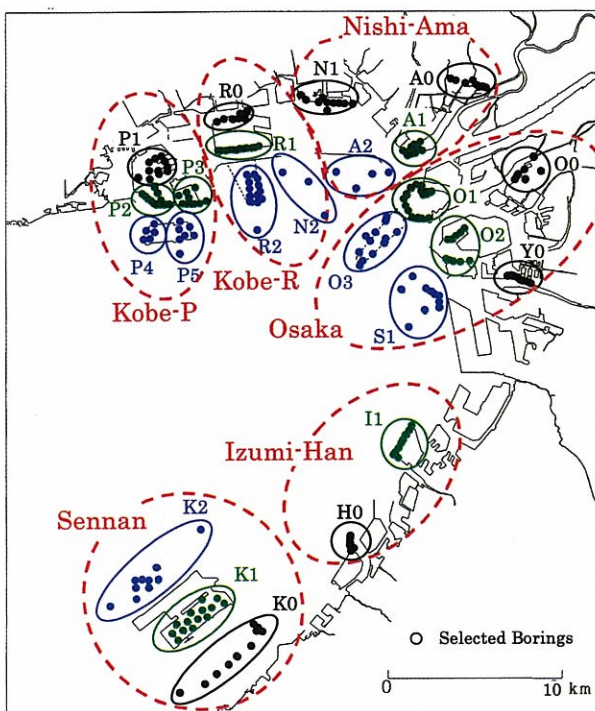 Nishi-Ama
N1
A0
R0
A1
P1
R1
A2
P3
O0
P2
O1
N2
O2
P4
P5
R2
Y0
Kobe-R
O3
Kobe-P
Osaka
S1
I1
Izumi-Han
K2
Sennan
H0
K1
K0
Selected Borings
0 10 km